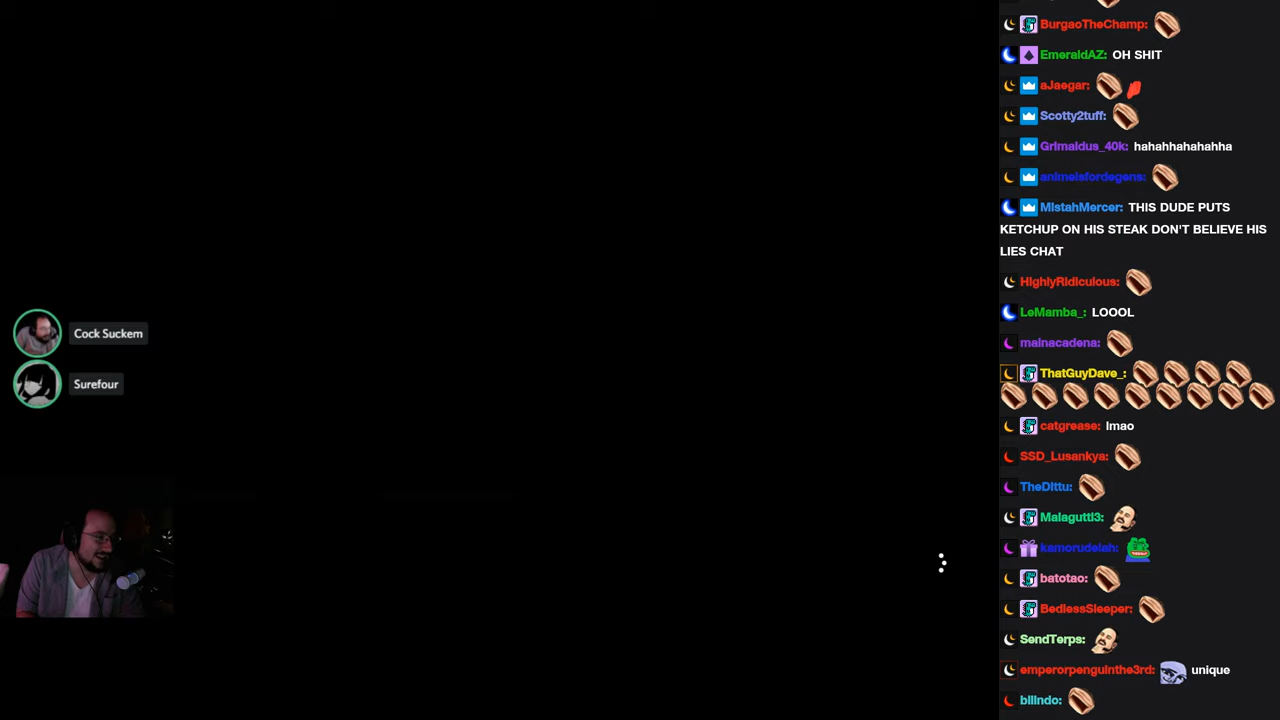 BurgaoTheChamp:
EmeraldAZ: OH SHIT
aJaegar:
Scotty2tuff:
Grimaldus_40k: hahahhahahahha
animeisfordegens:
MistahMercer: THIS DUDE PUTS
KETCHUP ON HIS STEAK DON'T BELIEVE HIS
LIES CHAT
HighlyRidiculous:
LeMamba_: LOOOL
mainacadena:
ThatGuyDave_:
catgrease: lmao
SSD_Lusankya:
TheDittu:
Malagutti3:
kamorudelah:
batotao:
BedlessSleeper:
SendTerps:
emperorpenguinthe3rd: unique
Cock Suckem
Surefour